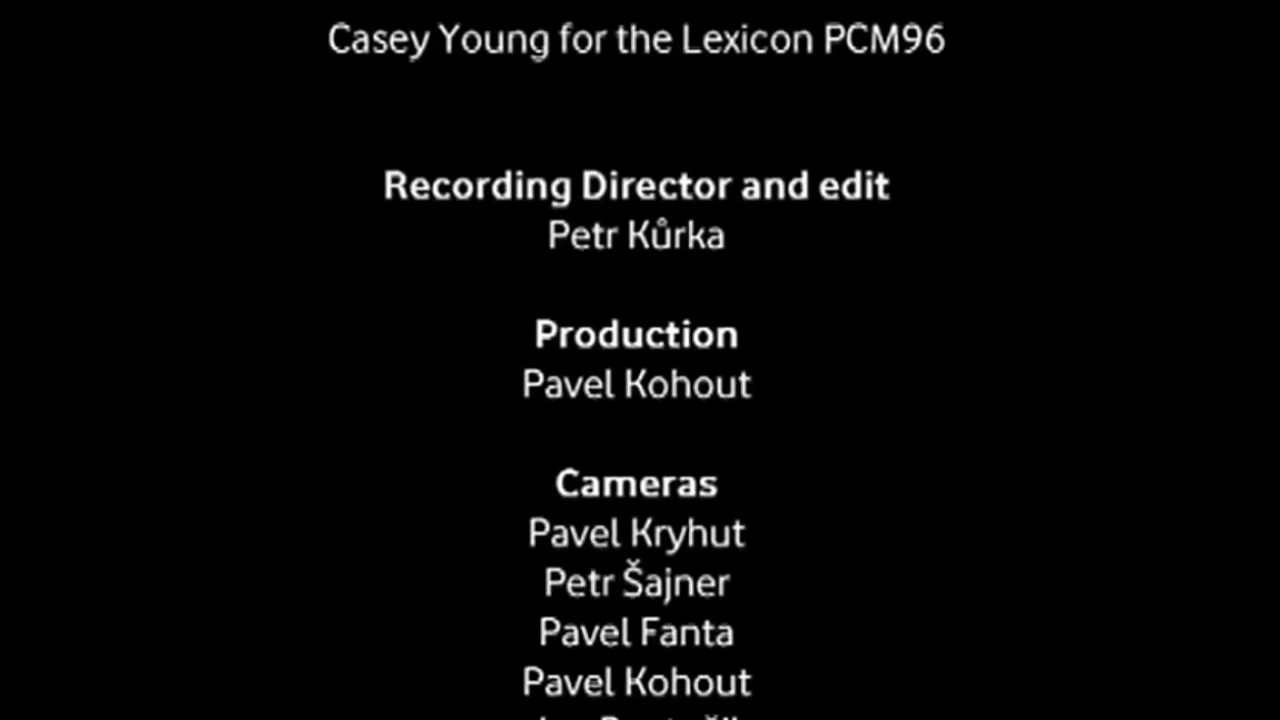 Casey Young for the Lexicon PCM96
Recording Director and edit
Petr Kůrka
Production
Pavel Kohout
Cameras
Pavel Kryhut
Petr Šajner
Pavel Fanta
Pavel Kohout